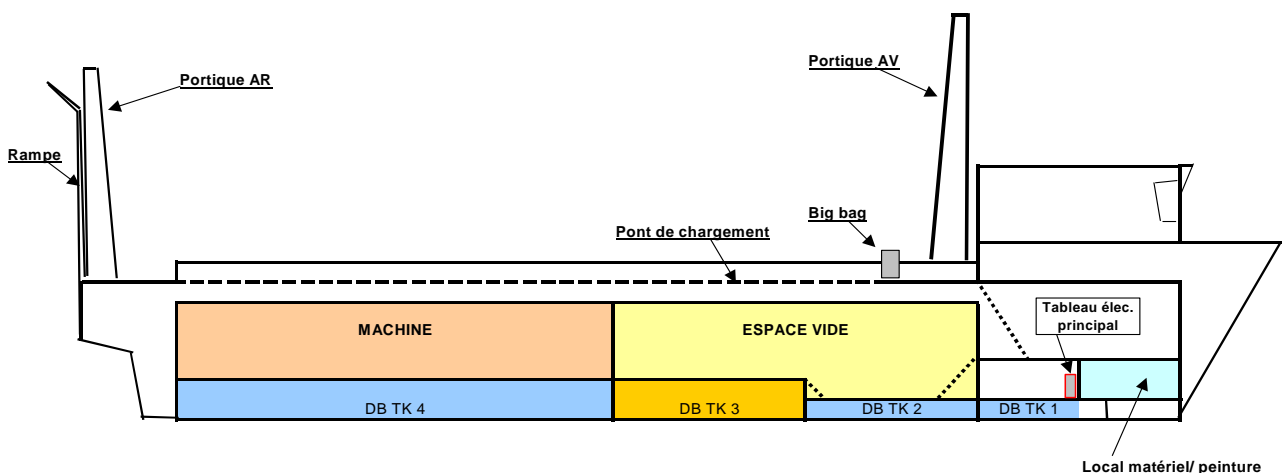 Portique AV
Portique AR
Rampe
Big bag
Pont de chargement
Tableau élec.
principal
MACHINE
ESPACE VIDE
DB TK 4
DB TK 3
DB TK 2
DB TK 1
Local matériel/ peinture